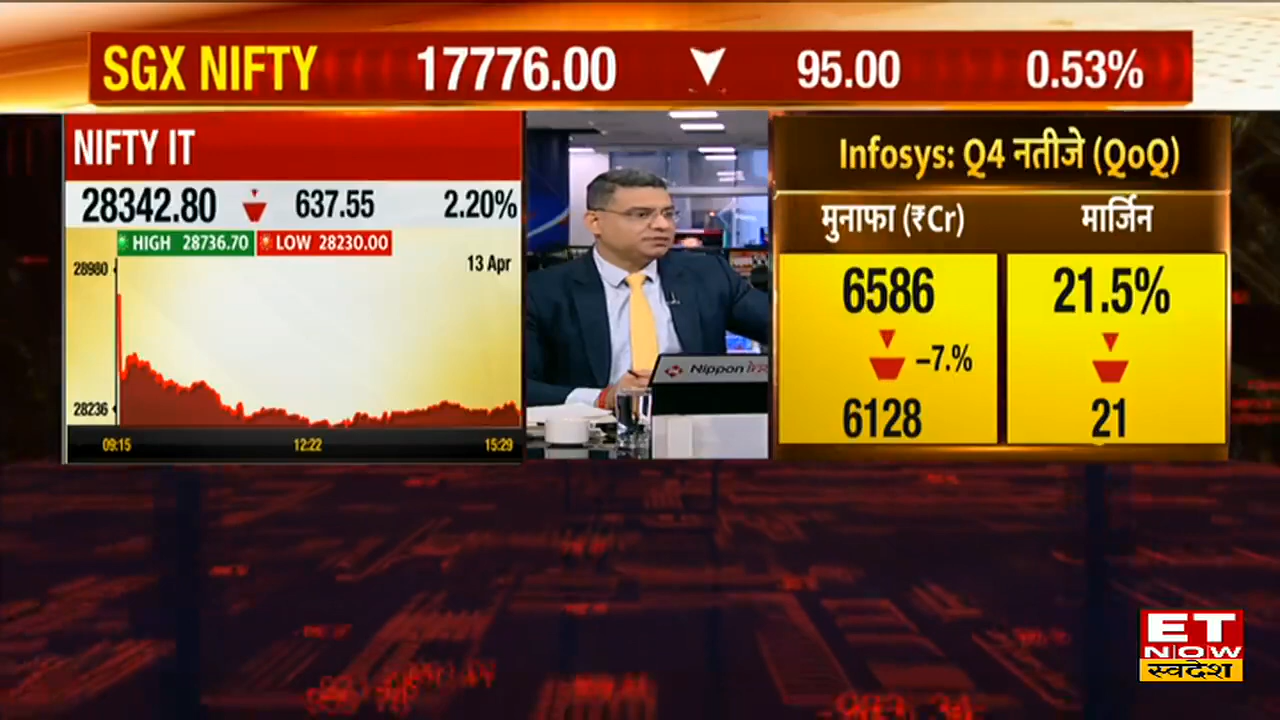 SGX NIFTY 17776.00 95.00 0.53%
NIFTY IT
28342.80 637.55 2.20%
HIGH 28736.70 LOW 28230.00
13 Apr
28980
28236
09:15 12:22 15:29
Nippon
Infosys: Q4 नतीजे (QoQ)
मुनाफा (₹Cr) मार्जिन
6586 21.5%
–7.%
6128 21
ET
NOW
स्वदेश